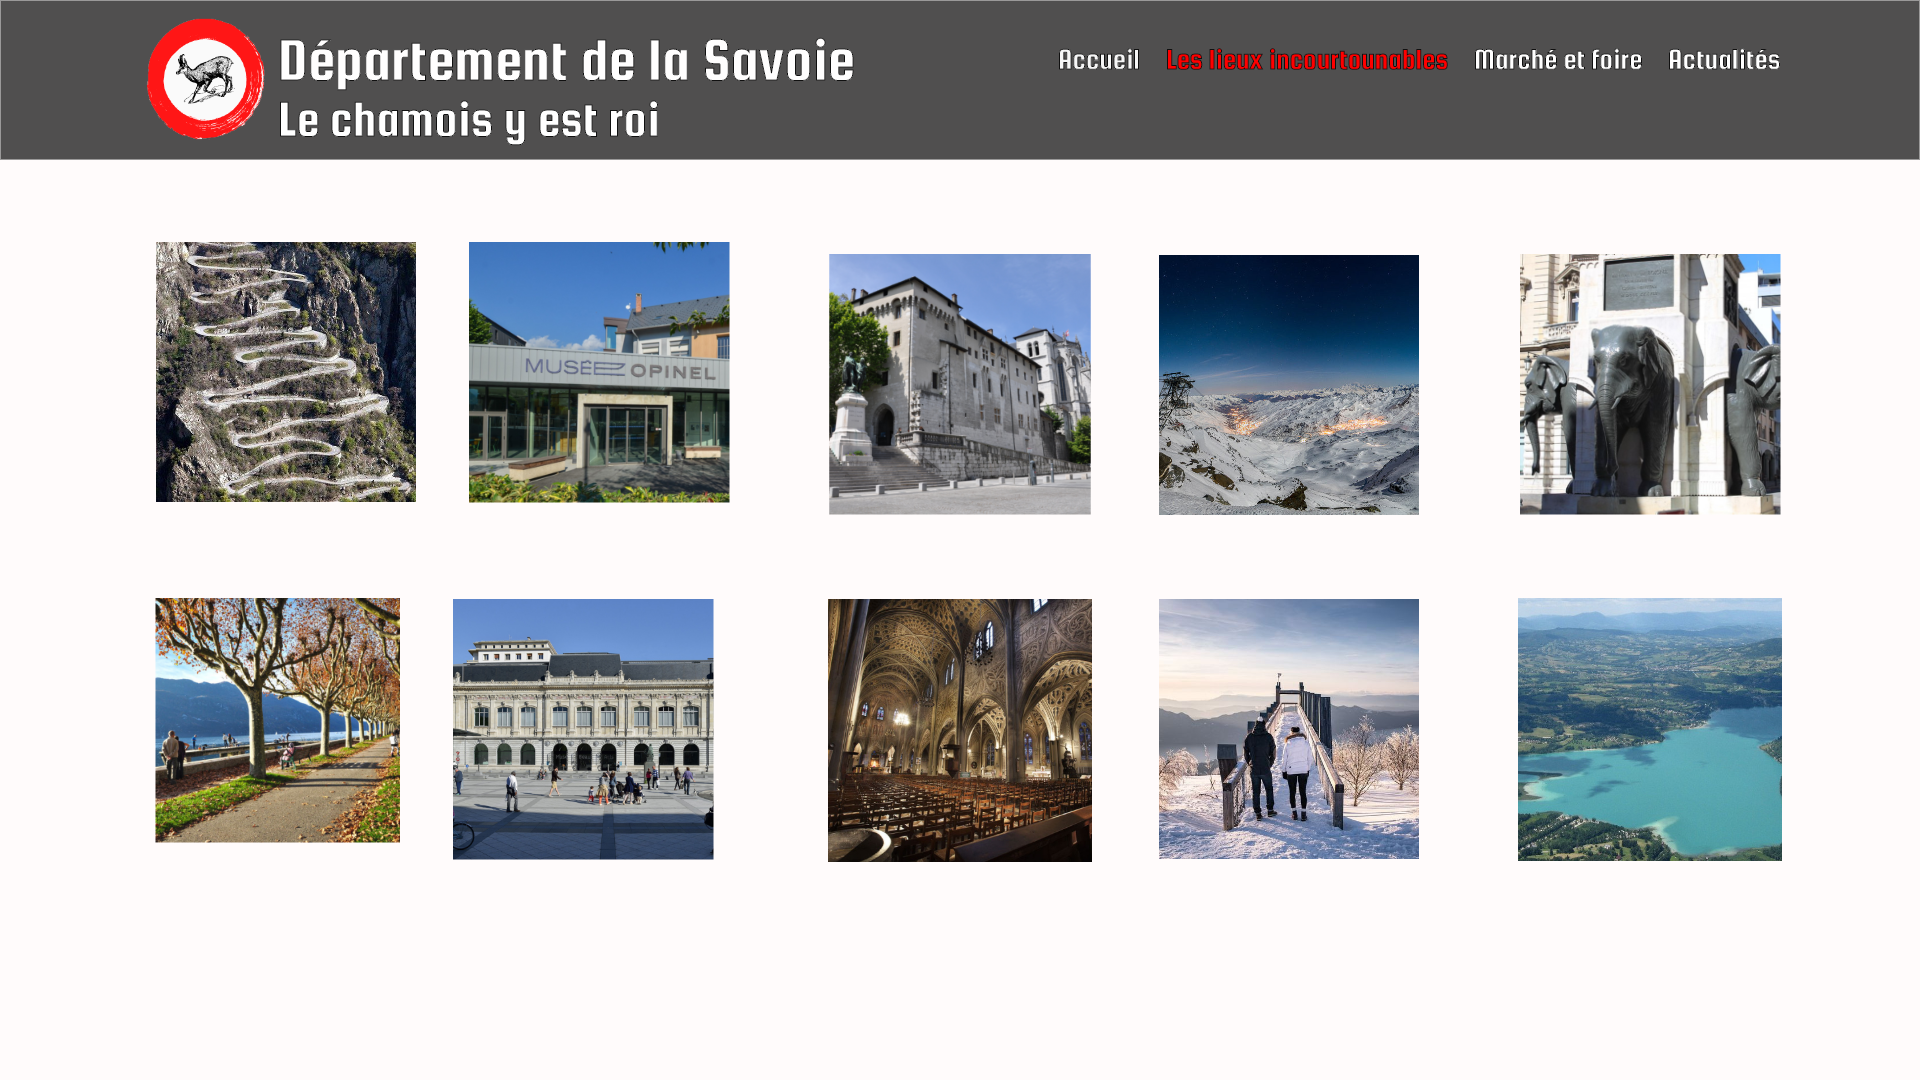 Département de la Savoie
Le chamois y est roi
Accueil Les lieux incourtounables Marché et foire Actualités
MUSÉE OPINEL